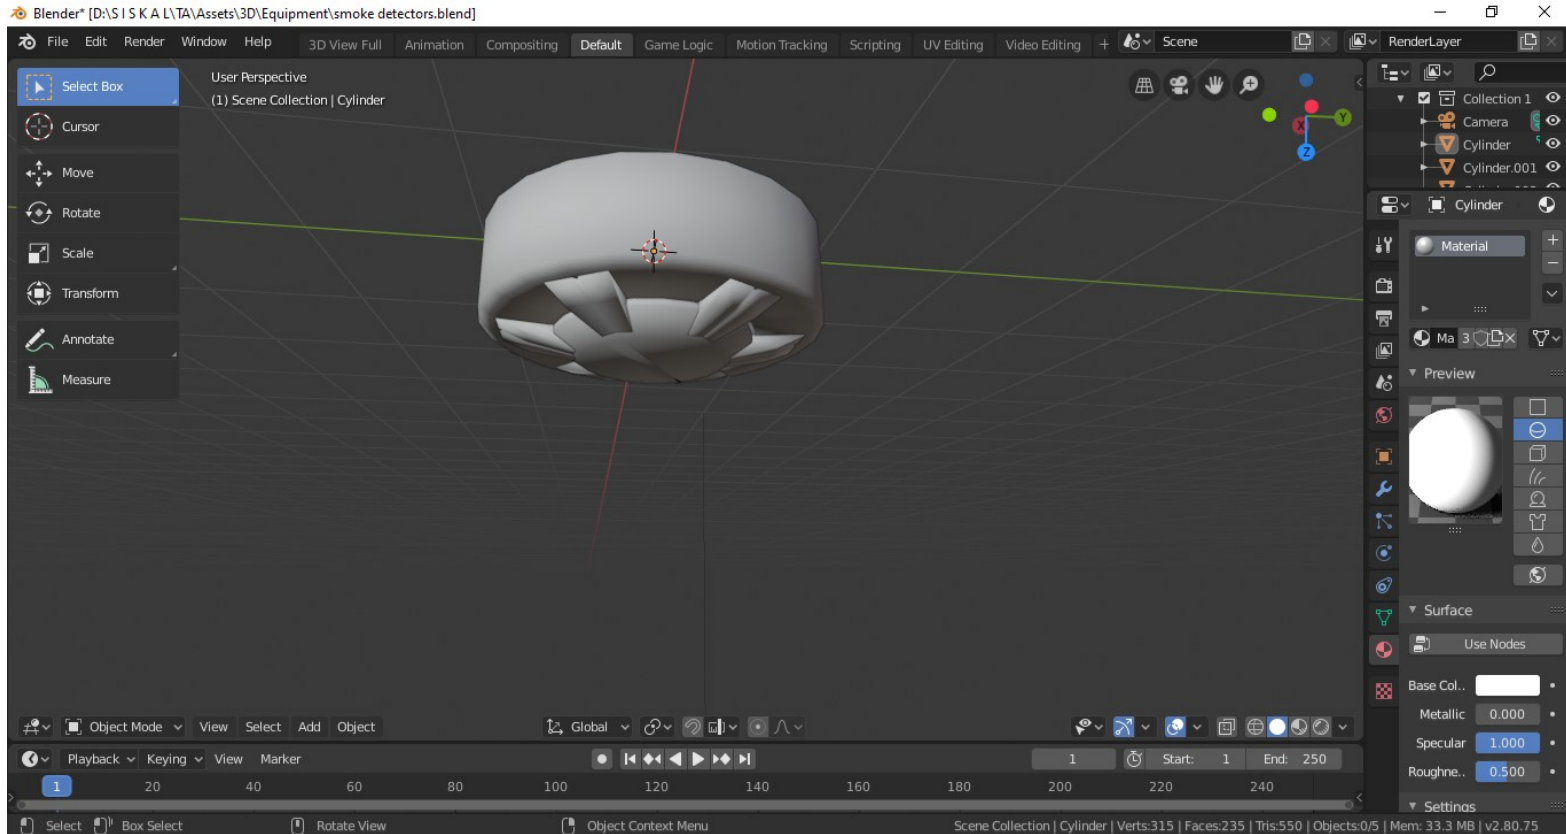 Blender* [D:\S I S K A L\TA\Assets\3D\Equipment\smoke detectors.blend]
File Edit Render Window Help 3D View Full Animation Compositing Default Game Logic Motion Tracking Scripting UV Editing Video Editing + Scene RenderLayer
Select Box
Cursor
Move
Rotate
Scale
Transform
Annotate
Measure
User Perspective
(1) Scene Collection | Cylinder
X
Y
Z
Collection 1
Camera
Cylinder
Cylinder.001
Cylinder
Material
Ma 3
Preview
Surface
Use Nodes
Base Col..
Metallic 0.000
Specular 1.000
Roughne.. 0.500
Settings
Object Mode View Select Add Object Global
Playback Keying View Marker 1 Start: 1 End: 250
1 20 40 60 80 100 120 140 160 180 200 220 240
Select Box Select Rotate View Object Context Menu Scene Collection | Cylinder | Verts:315 | Faces:235 | Tris:550 | Objects:0/5 | Mem: 33.3 MB | v2.80.75